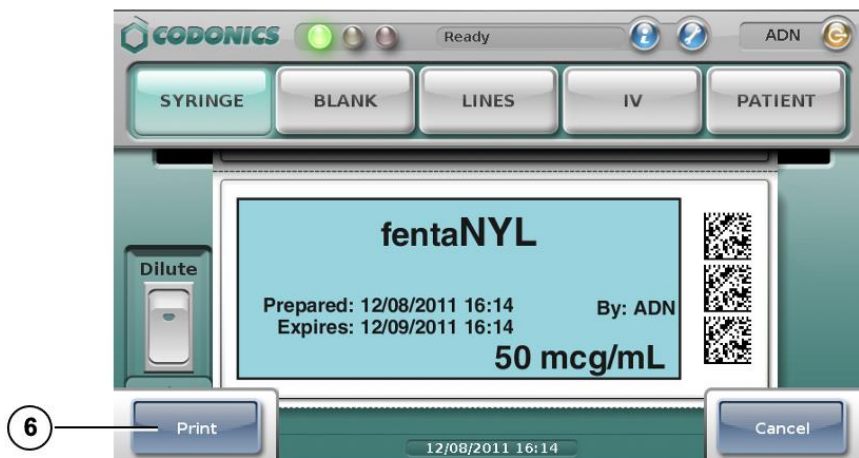 CODONICS Ready ADN
SYRINGE BLANK LINES IV PATIENT
fentaNYL
Dilute
Prepared: 12/08/2011 16:14 By: ADN
Expires: 12/09/2011 16:14
50 mcg/mL
6 Print Cancel
12/08/2011 16:14